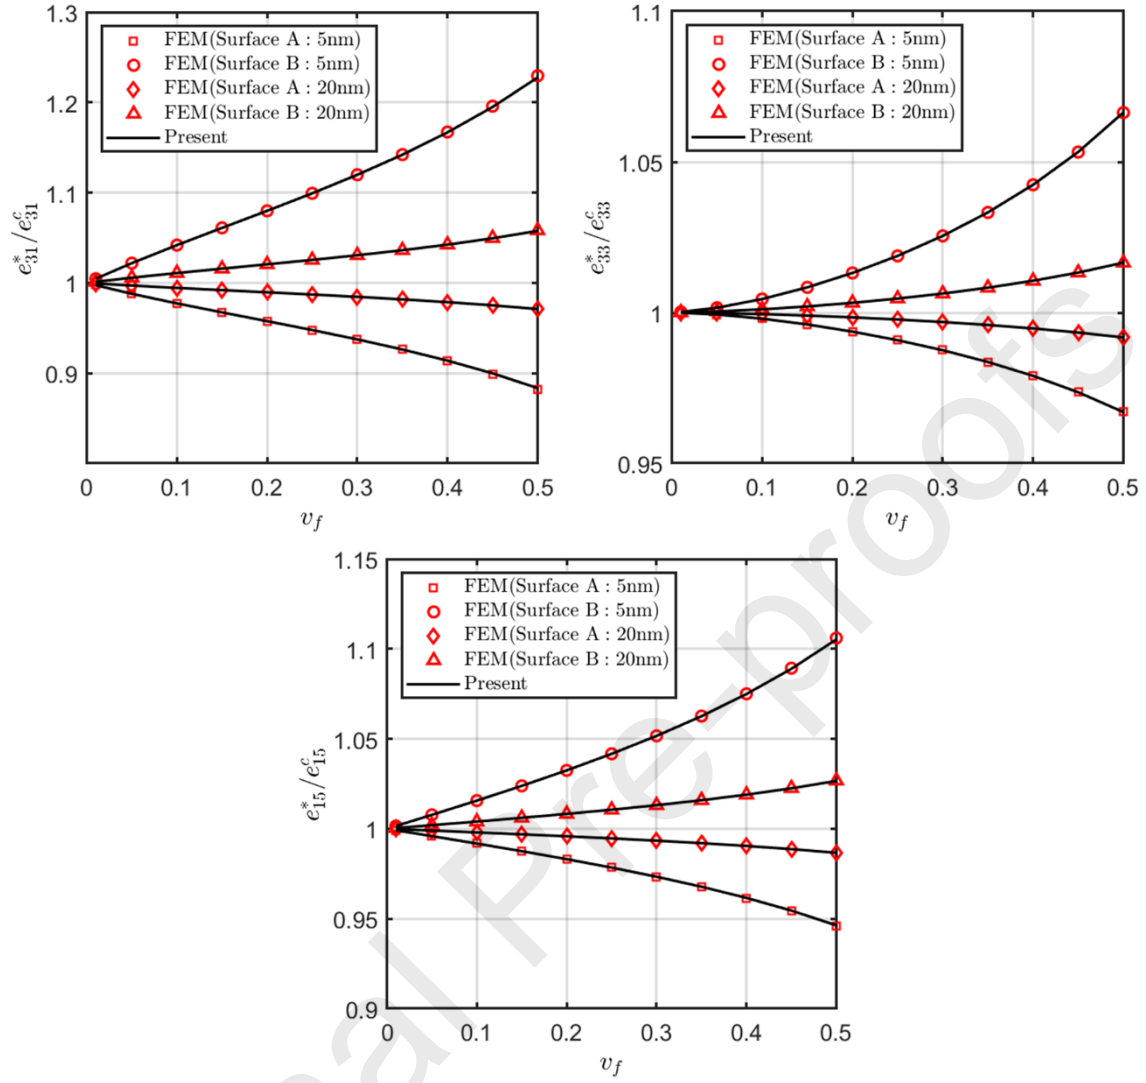 1.3
1.2
1.1
1
0.9
e*31/ec31
FEM(Surface A : 5nm)
FEM(Surface B : 5nm)
FEM(Surface A : 20nm)
FEM(Surface B : 20nm)
Present
0 0.1 0.2 0.3 0.4 0.5
vf
1.1
1.05
1
0.95
e*33/ec33
FEM(Surface A : 5nm)
FEM(Surface B : 5nm)
FEM(Surface A : 20nm)
FEM(Surface B : 20nm)
Present
0 0.1 0.2 0.3 0.4 0.5
vf
1.15
1.1
1.05
1
0.95
0.9
e*15/ec15
FEM(Surface A : 5nm)
FEM(Surface B : 5nm)
FEM(Surface A : 20nm)
FEM(Surface B : 20nm)
Present
0 0.1 0.2 0.3 0.4 0.5
vf
al Pre-proofs